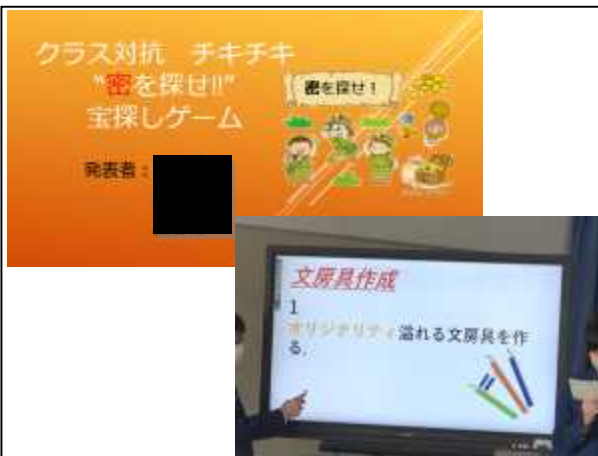 クラス対抗 チキチキ
"密を探せ!!"
宝探しゲーム
発表者：
密を探せ！
文房具作成
1
オリジナリティ溢れる文房具を作
る.